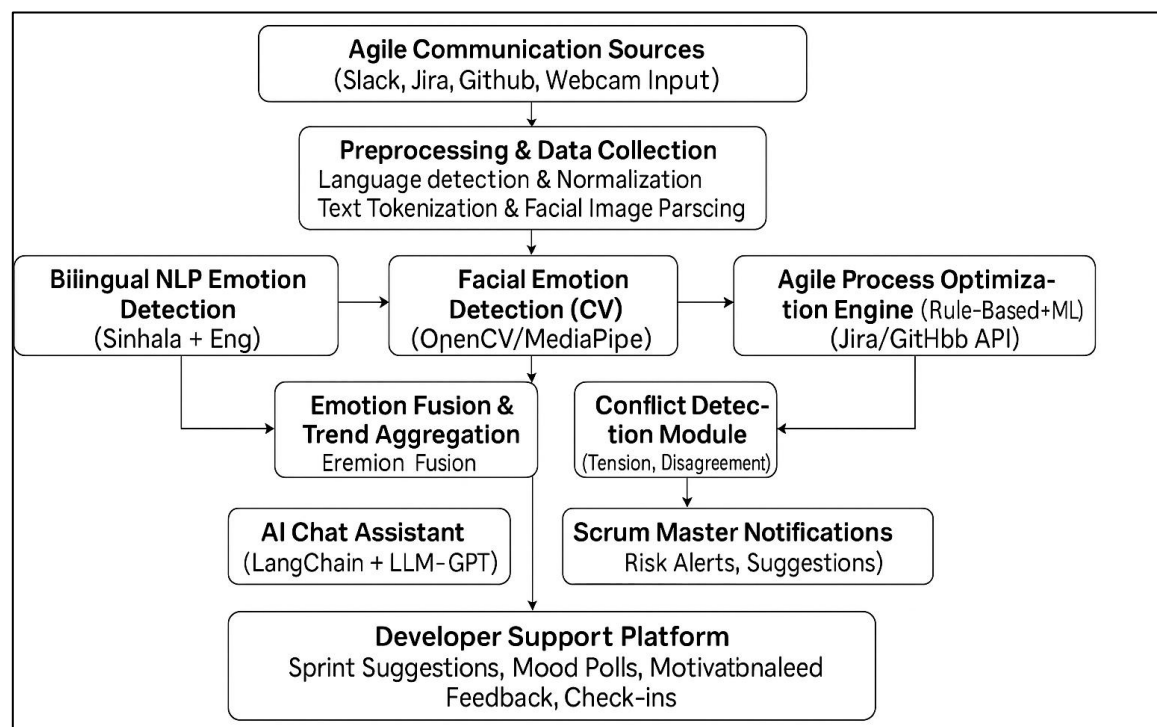 Agile Communication Sources
(Slack, Jira, Github, Webcam Input)
Preprocessing & Data Collection
Language detection & Normalization
Text Tokenization & Facial Image Parscing
Bilingual NLP Emotion
Detection
(Sinhala + Eng)
Facial Emotion
Detection (CV)
(OpenCV/MediaPipe)
Agile Process Optimiza-
tion Engine (Rule-Based+ML)
(Jira/GitHbb API)
Emotion Fusion &
Trend Aggregation
Eremion Fusion
Conflict Detec-
tion Module
(Tension, Disagreement)
AI Chat Assistant
(LangChain + LLM-GPT)
Scrum Master Notifications
Risk Alerts, Suggestions)
Developer Support Platform
Sprint Suggestions, Mood Polls, Motivationaleed
Feedback, Check-ins